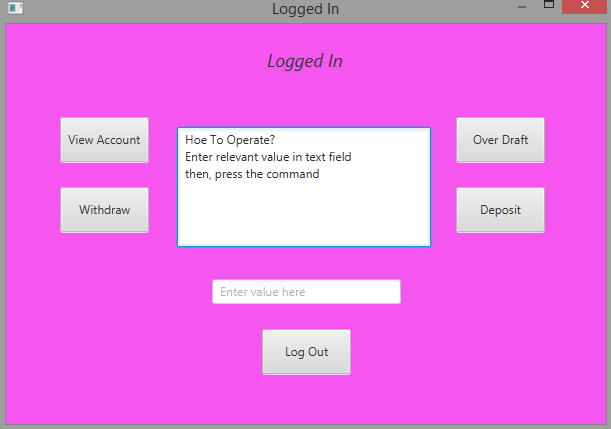 Logged In
Logged In
View Account
Hoe To Operate?
Enter relevant value in text field
then, press the command
Over Draft
Withdraw
Deposit
Enter value here
Log Out